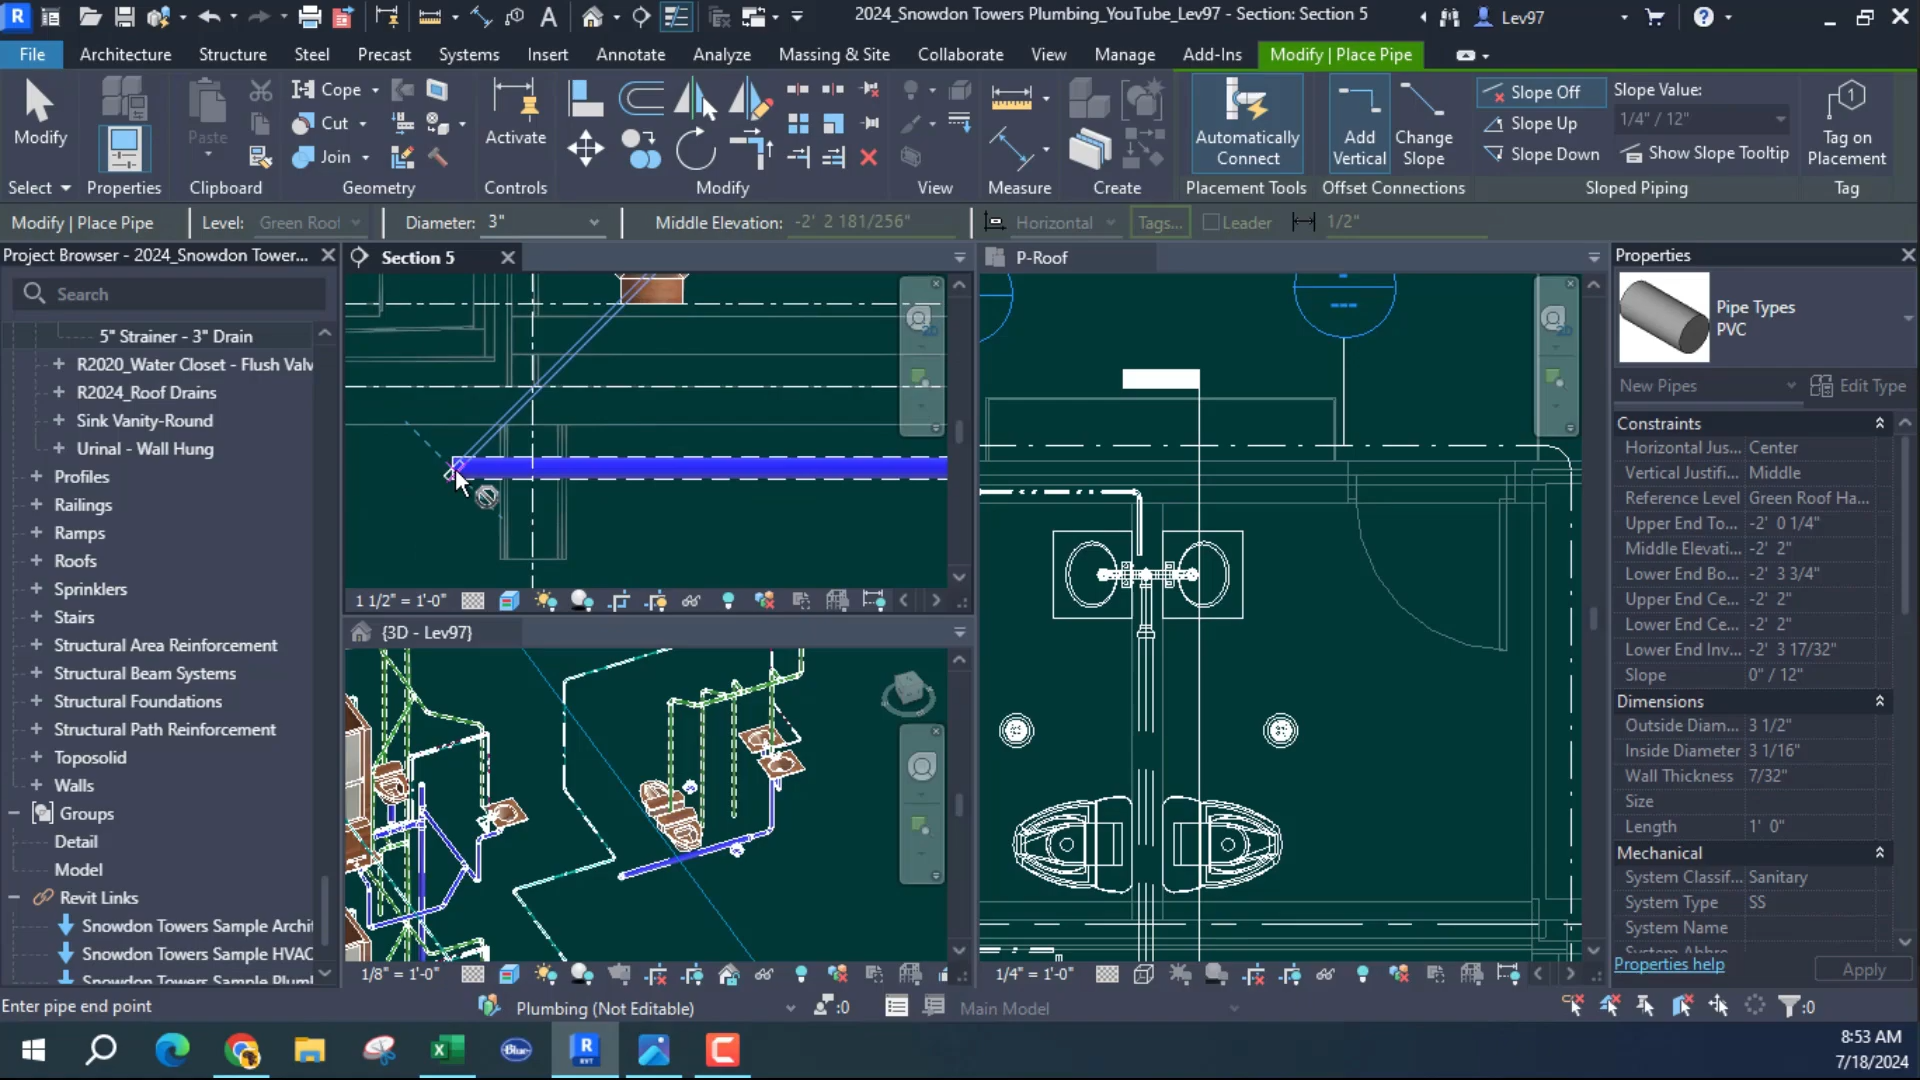 R
A
2024_Snowdon Towers Plumbing_YouTube_Lev97 - Section: Section 5
Lev97
File
Architecture
Structure
Steel
Precast
Systems
Insert
Annotate
Analyze
Massing & Site
Collaborate
View
Manage
Add-Ins
Modify | Place Pipe
Modify
Paste
Cope
Cut
Join
Activate
Automatically
Connect
Add
Vertical
Change
Slope
Slope Off
Slope Up
Slope Down
Slope Value:
1/4" / 12"
Show Slope Tooltip
Tag on
Placement
Select
Properties
Clipboard
Geometry
Controls
Modify
View
Measure
Create
Placement Tools
Offset Connections
Sloped Piping
Tag
Modify | Place Pipe
Level:
Green Roof
Diameter:
3"
Middle Elevation:
-2' 2 181/256"
Horizontal
Tags...
Leader
1/2"
Project Browser - 2024_Snowdon Tower...
Search
5" Strainer - 3" Drain
R2020_Water Closet - Flush Valv
R2024_Roof Drains
Sink Vanity-Round
Urinal - Wall Hung
Profiles
Railings
Ramps
Roofs
Sprinklers
Stairs
Structural Area Reinforcement
Structural Beam Systems
Structural Foundations
Structural Path Reinforcement
Toposolid
Walls
Groups
Detail
Model
Revit Links
Snowdon Towers Sample Archit
Snowdon Towers Sample HVAC
Snowdon Towers Sample Plum
Section 5
1 1/2" = 1'-0"
{3D - Lev97}
1/8" = 1'-0"
P-Roof
1/4" = 1'-0"
Properties
Pipe Types
PVC
New Pipes
Edit Type
Constraints
Horizontal Jus... Center
Vertical Justifi... Middle
Reference Level Green Roof Ha...
Upper End To... -2' 0 1/4"
Middle Elevati... -2' 2"
Lower End Bo... -2' 3 3/4"
Upper End Ce... -2' 2"
Lower End Ce... -2' 2"
Lower End Inv... -2' 3 17/32"
Slope 0" / 12"
Dimensions
Outside Diam... 3 1/2"
Inside Diameter 3 1/16"
Wall Thickness 7/32"
Size
Length 1' 0"
Mechanical
System Classif... Sanitary
System Type SS
System Name
System Abbre
Properties help
Apply
Enter pipe end point
Plumbing (Not Editable)
:0
Main Model
:0
Blue
R
8:53 AM
7/18/2024